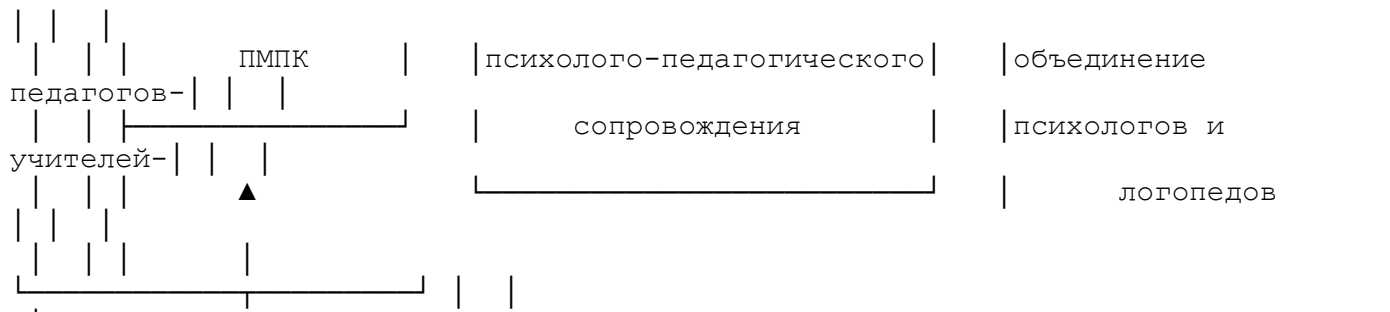 ПМПК психолого-педагогического объединение
педагогов-
сопровождения психологов и
учителей-
логопедов